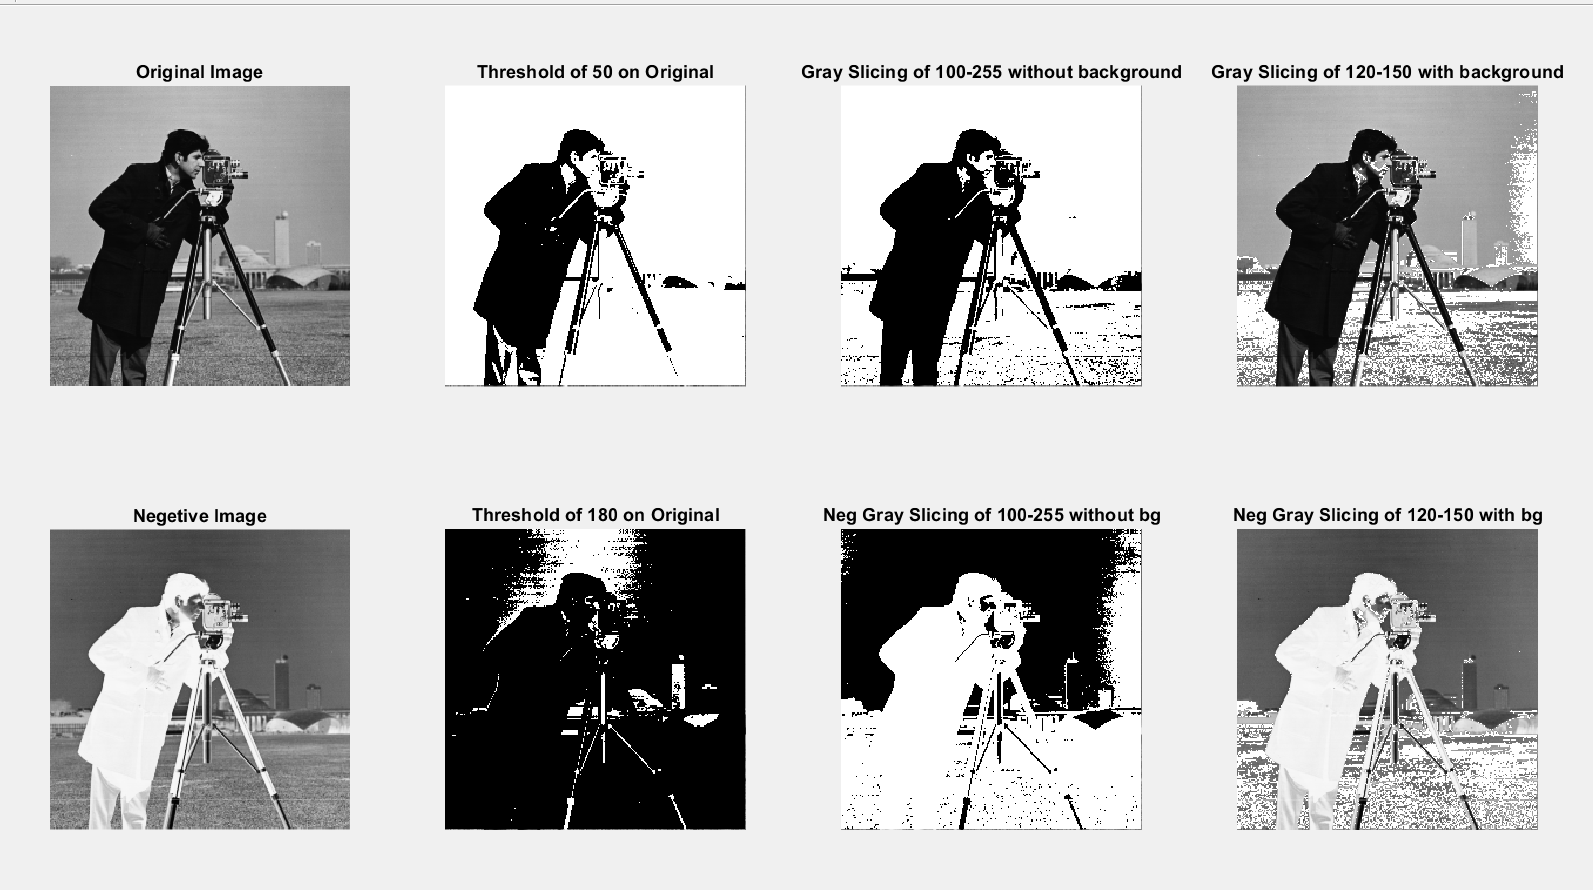 Original Image
Threshold of 50 on Original
Gray Slicing of 100-255 without background
Gray Slicing of 120-150 with background
Negetive Image
Threshold of 180 on Original
Neg Gray Slicing of 100-255 without bg
Neg Gray Slicing of 120-150 with bg